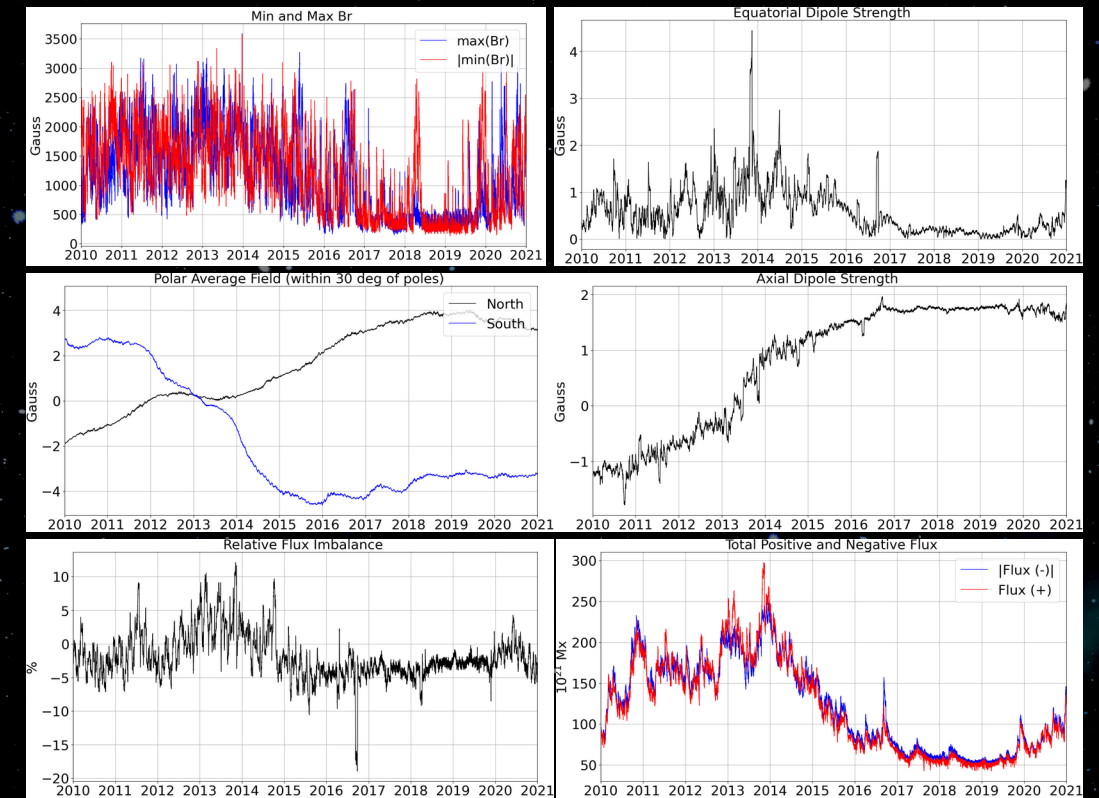 Min and Max Br
Gauss
3500
3000
2500
2000
1500
1000
500
0
max(Br)
|min(Br)|
2010 2011 2012 2013 2014 2015 2016 2017 2018 2019 2020 2021
Equatorial Dipole Strength
Gauss
4
3
2
1
0
2010 2011 2012 2013 2014 2015 2016 2017 2018 2019 2020 2021
Polar Average Field (within 30 deg of poles)
Gauss
4
2
0
−2
−4
North
South
2010 2011 2012 2013 2014 2015 2016 2017 2018 2019 2020 2021
Axial Dipole Strength
Gauss
2
1
0
−1
2010 2011 2012 2013 2014 2015 2016 2017 2018 2019 2020 2021
Relative Flux Imbalance
%
10
5
0
−5
−10
−15
−20
2010 2011 2012 2013 2014 2015 2016 2017 2018 2019 2020 2021
Total Positive and Negative Flux
10²¹ Mx
300
250
200
150
100
50
|Flux (-)|
Flux (+)
2010 2011 2012 2013 2014 2015 2016 2017 2018 2019 2020 2021